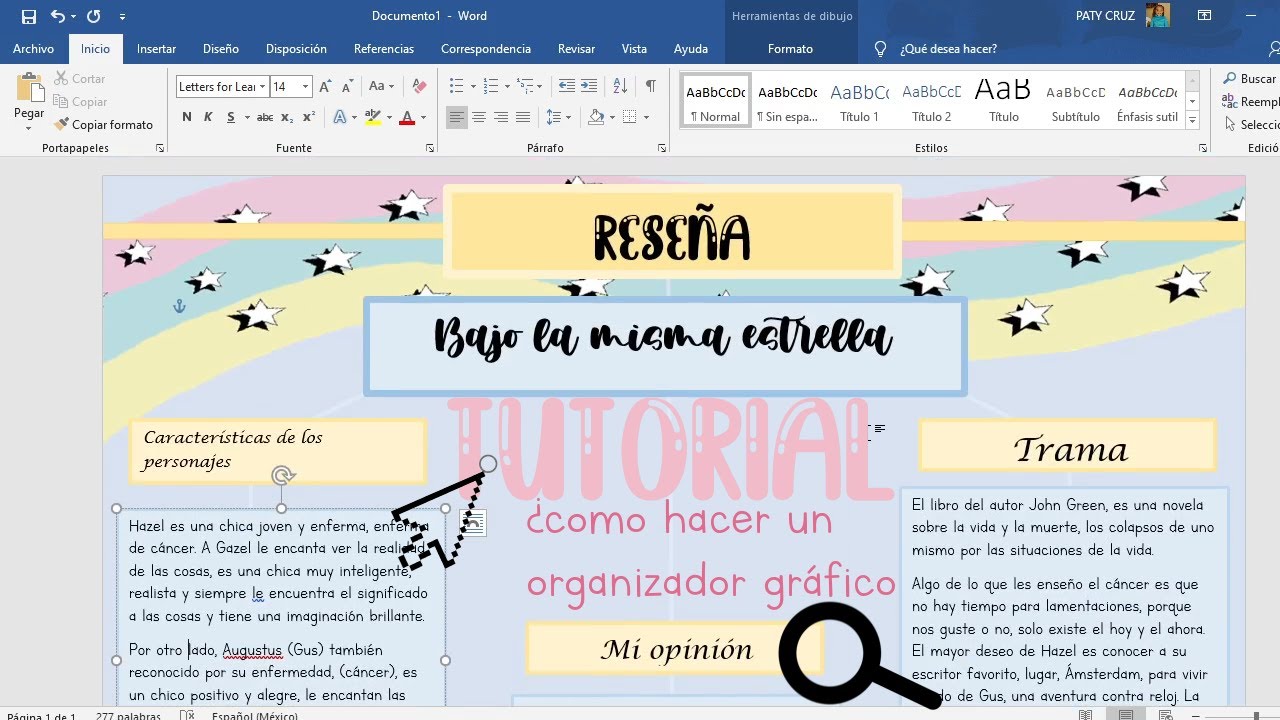 Documento1 - Word
Herramientas de dibujo
PATY CRUZ
Archivo Inicio Insertar Diseño Disposición Referencias Correspondencia Revisar Vista Ayuda Formato ¿Qué desea hacer?
Pegar
Cortar
Copiar
Copiar formato
Portapapeles
Letters for Lear 14
Aa
N K S abc x₂ x² A aby A
Fuente
Párrafo
AaBbCcDc AaBbCcDc AaBbCc AaBbCcD AaB AaBbCcD AaBbCcDc
¶ Normal ¶ Sin espa... Título 1 Título 2 Título Subtítulo Énfasis sutil
Estilos
Buscar
Reempl
Selecci
Edició
RESEÑA
Bajo la misma estrella
TUTORIAL
¿como hacer un
organizador gráfico
Características de los
personajes
Hazel es una chica joven y enferma, enferma
de cáncer. A Gazel le encanta ver la realidad
de las cosas, es una chica muy inteligente,
realista y siempre le encuentra el significado
a las cosas y tiene una imaginación brillante.
Por otro lado, Augustus (Gus) también
reconocido por su enfermedad, (cáncer), es
un chico positivo y alegre, le encantan las
Mi opinión
Trama
El libro del autor John Green, es una novela
sobre la vida y la muerte, los colapsos de uno
mismo por las situaciones de la vida.
Algo de lo que les enseño el cáncer es que
no hay tiempo para lamentaciones, porque
nos guste o no, solo existe el hoy y el ahora.
El mayor deseo de Hazel es conocer a su
escritor favorito, lugar, Ámsterdam, para vivir
de Gus, una aventura contra reloj. La
Página 1 de 1 277 palabras Español (México)